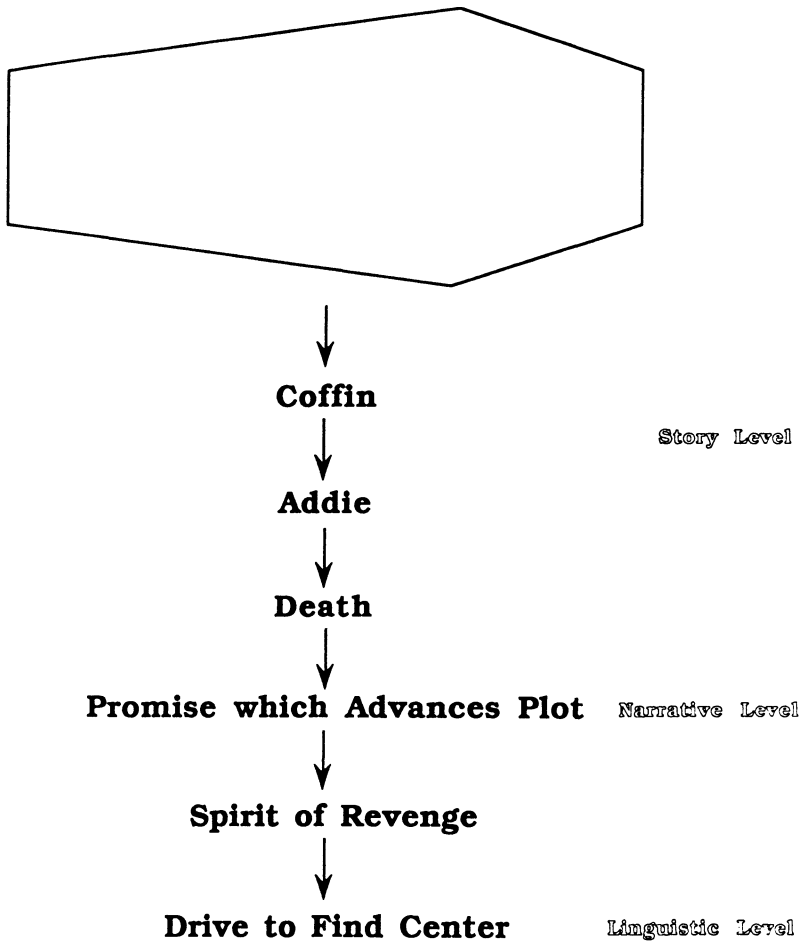 Coffin
Story Level
Addie
Death
Promise which Advances Plot Narrative Level
Spirit of Revenge
Drive to Find Center Linguistic Level